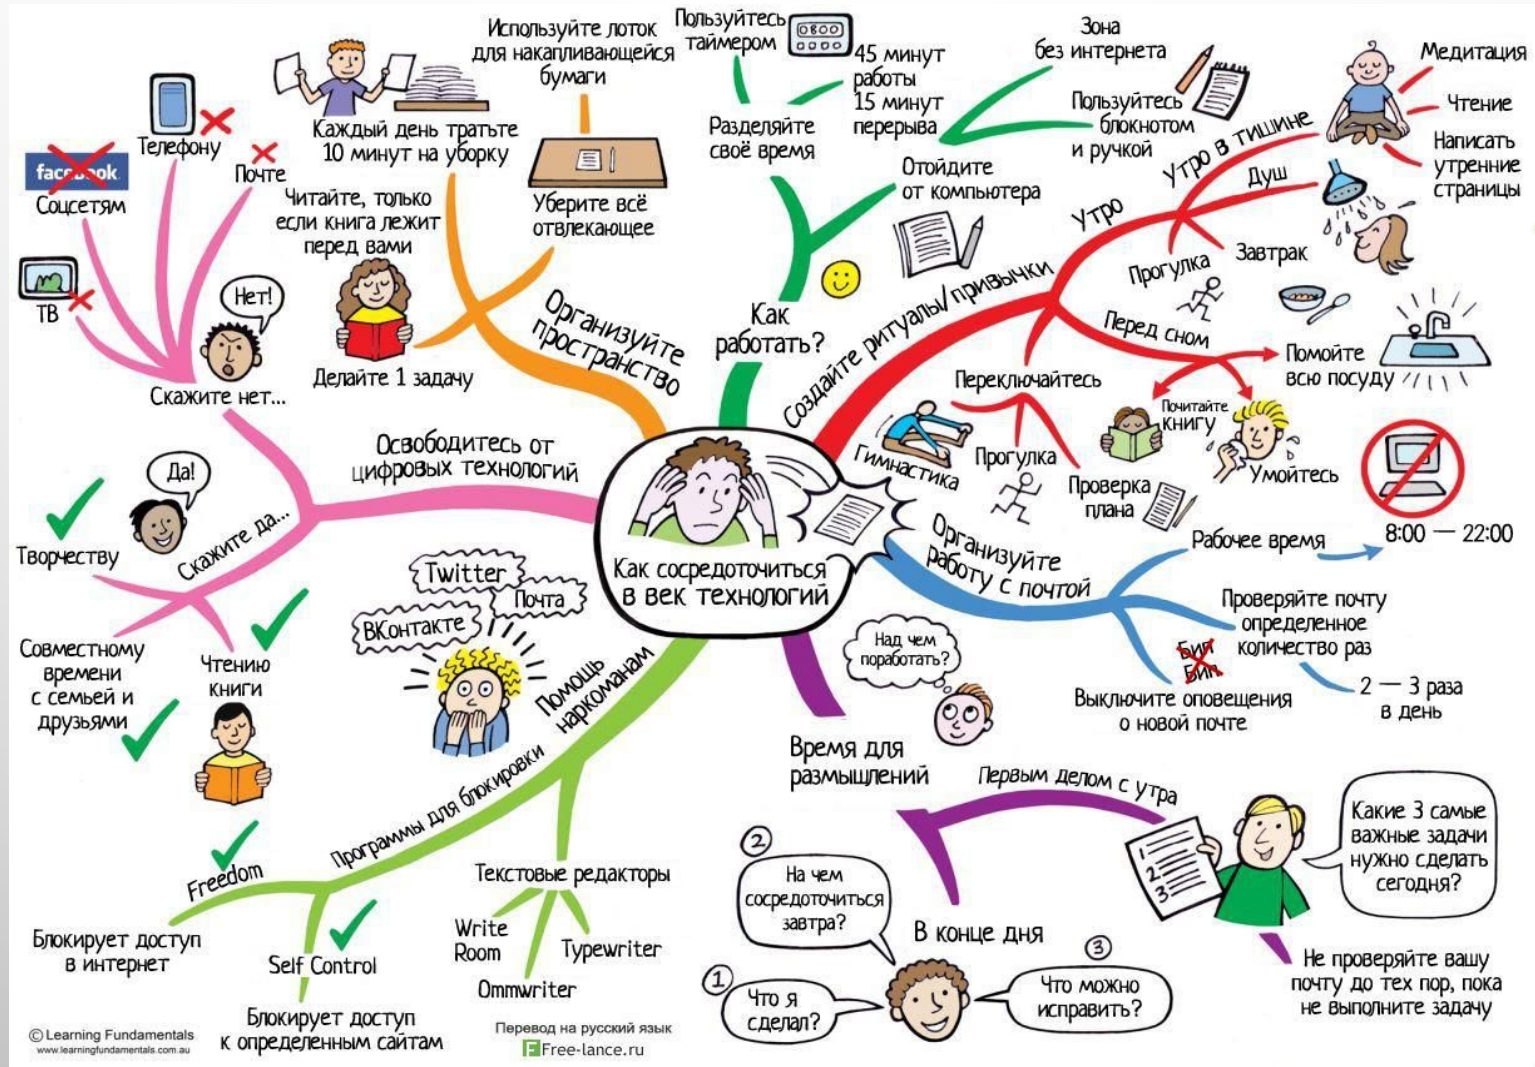 Как сосредоточиться
в век технологий
Как
работать?
Разделяйте
своё время
Пользуйтесь
таймером
0800
45 минут
работы
15 минут
перерыва
Отойдите
от компьютера
Зона
без интернета
Пользуйтесь
блокнотом
и ручкой
Создайте ритуалы/привычки
Утро
Утро в тишине
Медитация
Чтение
Написать
утренние
страницы
Душ
Завтрак
Прогулка
Перед сном
Помойте
всю посуду
Почитайте
книгу
Умойтесь
Переключайтесь
Гимнастика
Прогулка
Проверка
плана
Организуйте
работу с почтой
Рабочее время
8:00 — 22:00
Проверяйте почту
определенное
количество раз
2 — 3 раза
в день
Бип
Бип
Выключите оповещения
о новой почте
Время для
размышлений
Над чем
поработать?
Первым делом с утра
1
2
3
Какие 3 самые
важные задачи
нужно сделать
сегодня?
Не проверяйте вашу
почту до тех пор, пока
не выполните задачу
В конце дня
1
Что я
сделал?
2
На чем
сосредоточиться
завтра?
3
Что можно
исправить?
Помощь
наркоманам
Twitter
Почта
ВКонтакте
Программы для блокировки
Freedom
Блокирует доступ
в интернет
Self Control
Блокирует доступ
к определенным сайтам
Текстовые редакторы
Write
Room
Ommwriter
Typewriter
Освободитесь от
цифровых технологий
Скажите да...
Да!
Творчеству
Совместному
времени
с семьей и
друзьями
Чтению
книги
Скажите нет...
Нет!
ТВ
facebook
Соцсетям
Телефону
Почте
Организуйте
пространство
Каждый день тратьте
10 минут на уборку
Используйте лоток
для накапливающейся
бумаги
Уберите всё
отвлекающее
Читайте, только
если книга лежит
перед вами
Делайте 1 задачу
© Learning Fundamentals
www.learningfundamentals.com.au
Перевод на русский язык
F Free-lance.ru